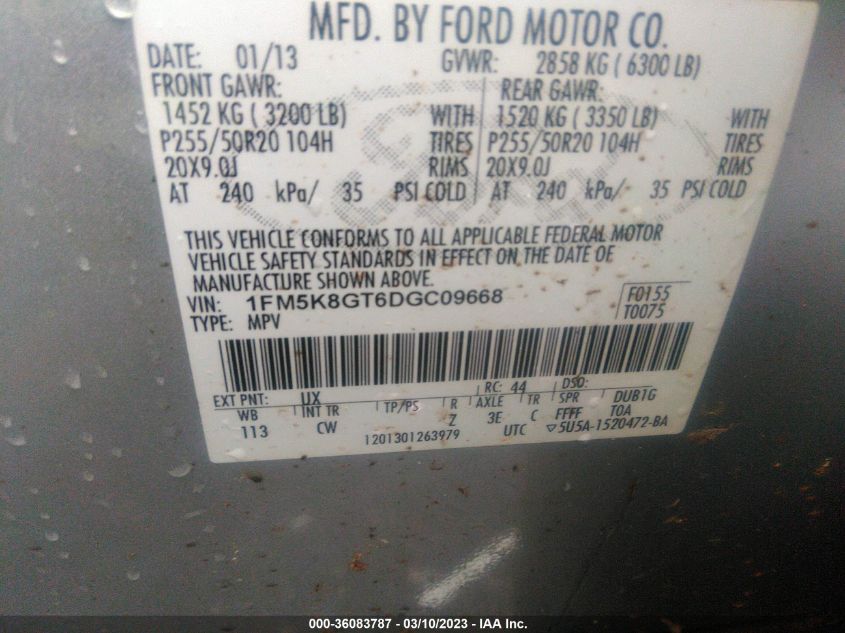 MFD. BY FORD MOTOR CO.
DATE: 01/13 GVWR: 2858 KG ( 6300 LB)
FRONT GAWR: REAR GAWR:
1452 KG ( 3200 LB) WITH 1520 KG ( 3350 LB) WITH
P255/50R20 104H TIRES P255/50R20 104H TIRES
20X9.0J RIMS 20X9.0J RIMS
AT 240 kPa/ 35 PSI COLD AT 240 kPa/ 35 PSI COLD
THIS VEHICLE CONFORMS TO ALL APPLICABLE FEDERAL MOTOR
VEHICLE SAFETY STANDARDS IN EFFECT ON THE DATE OF
MANUFACTURE SHOWN ABOVE.
VIN: 1FM5K8GT6DGC09668 F0155
TYPE: MPV T0075
EXT PNT: UX RC: 44 DSO:
WB INT TR TP/PS R AXLE TR SPR DUB1G
113 CW Z 3E C FFFF TOA
1201301263979 UTC ▽5U5A-1520472-BA
000-36083787 - 03/10/2023 - IAA Inc.